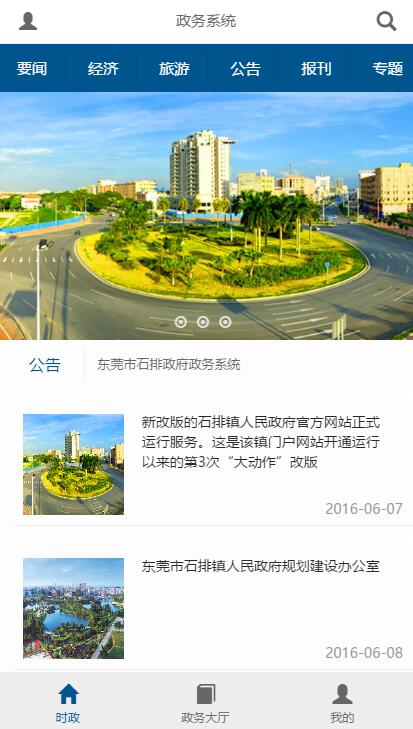 政务系统
要闻 经济 旅游 公告 报刊 专题
公告 东莞市石排政府政务系统
新改版的石排镇人民政府官方网站正式
运行服务。这是该镇门户网站开通运行
以来的第3次“大动作”改版
2016-06-07
东莞市石排镇人民政府规划建设办公室
2016-06-08
时政 政务大厅 我的